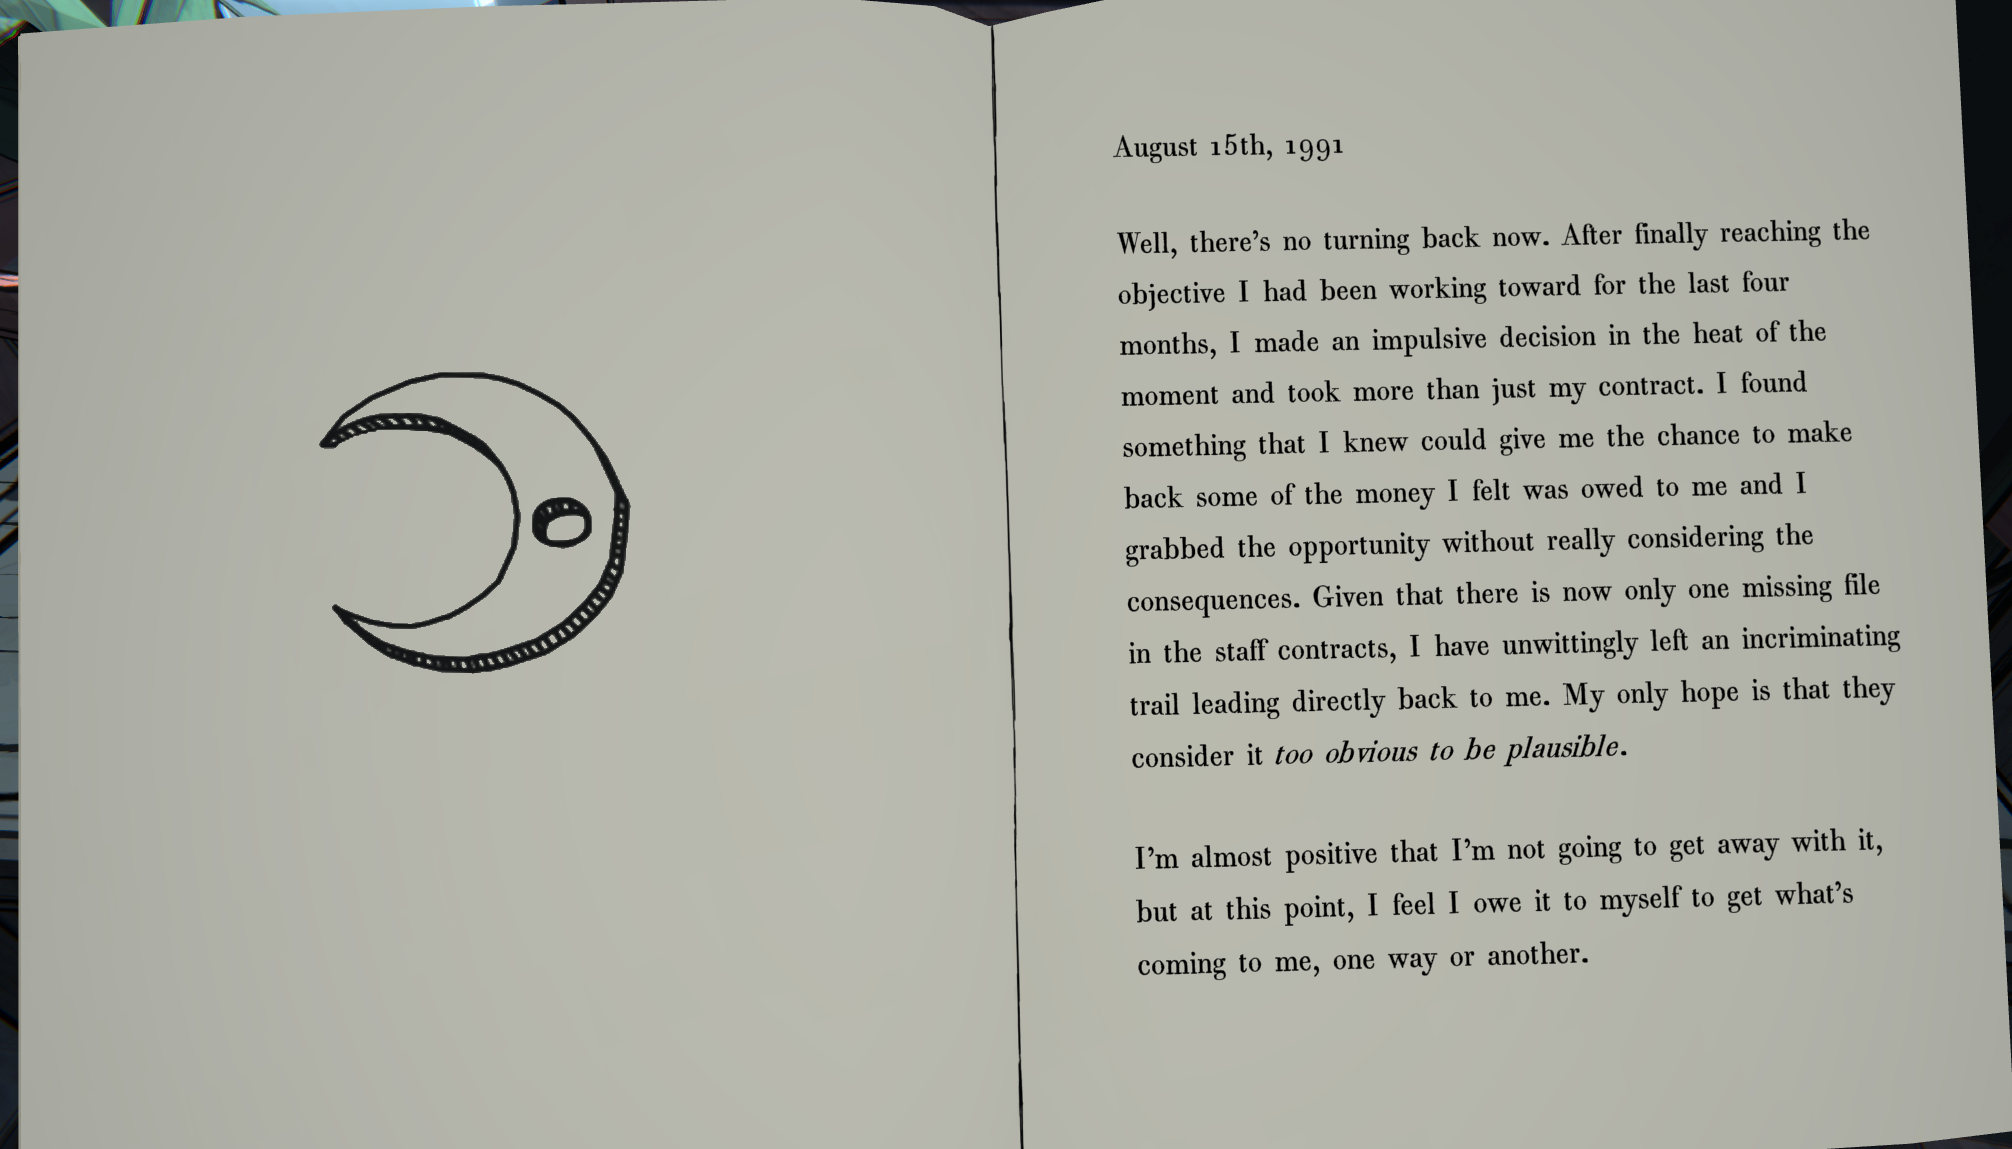 August 15th, 1991
Well, there's no turning back now. After finally reaching the
objective I had been working toward for the last four
months, I made an impulsive decision in the heat of the
moment and took more than just my contract. I found
something that I knew could give me the chance to make
back some of the money I felt was owed to me and I
grabbed the opportunity without really considering the
consequences. Given that there is now only one missing file
in the staff contracts, I have unwittingly left an incriminating
trail leading directly back to me. My only hope is that they
consider it too obvious to be plausible.
I'm almost positive that I'm not going to get away with it,
but at this point, I feel I owe it to myself to get what's
coming to me, one way or another.